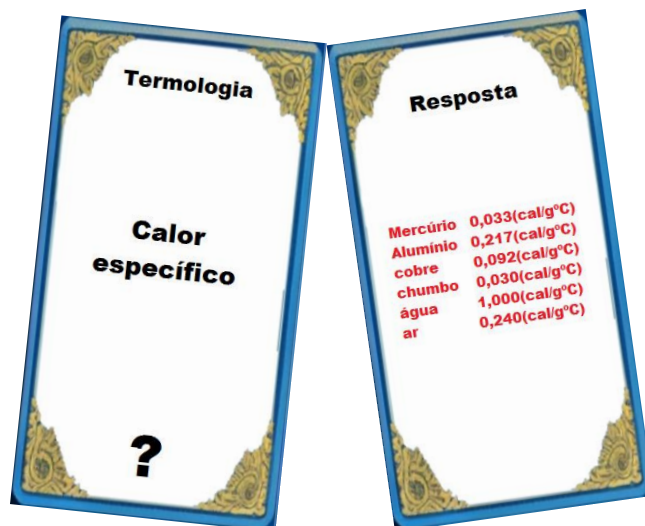 Termologia
Calor
específico
?
Resposta
Mercúrio 0,033(cal/gºC)
Alumínio 0,217(cal/gºC)
cobre 0,092(cal/gºC)
chumbo 0,030(cal/gºC)
água 1,000(cal/gºC)
ar 0,240(cal/gºC)